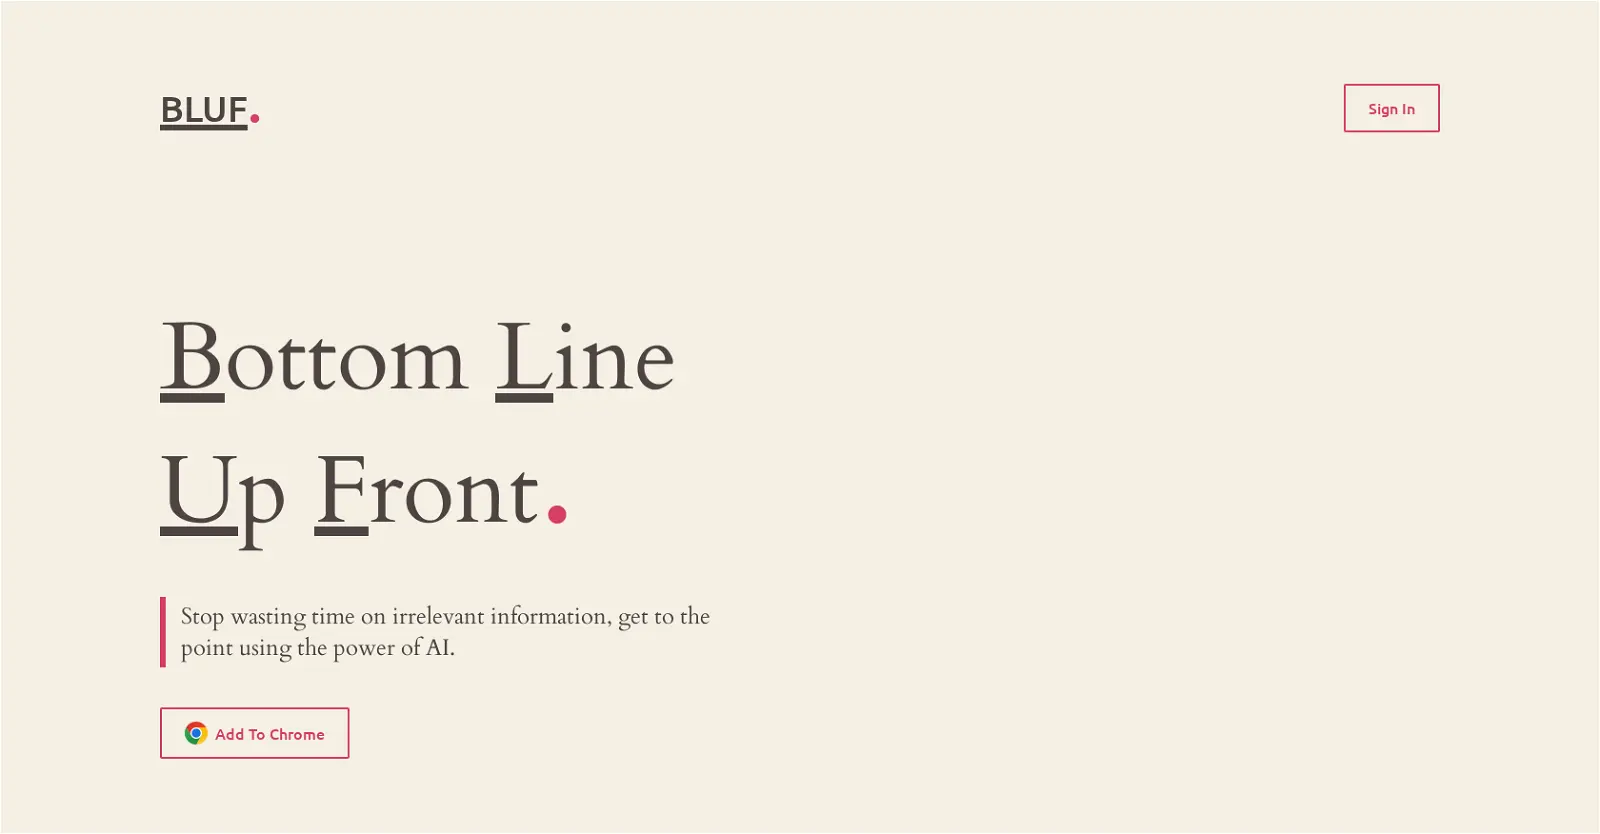 BLUF.
Sign In
Bottom Line
Up Front.
Stop wasting time on irrelevant information, get to the
point using the power of AI.
Add To Chrome